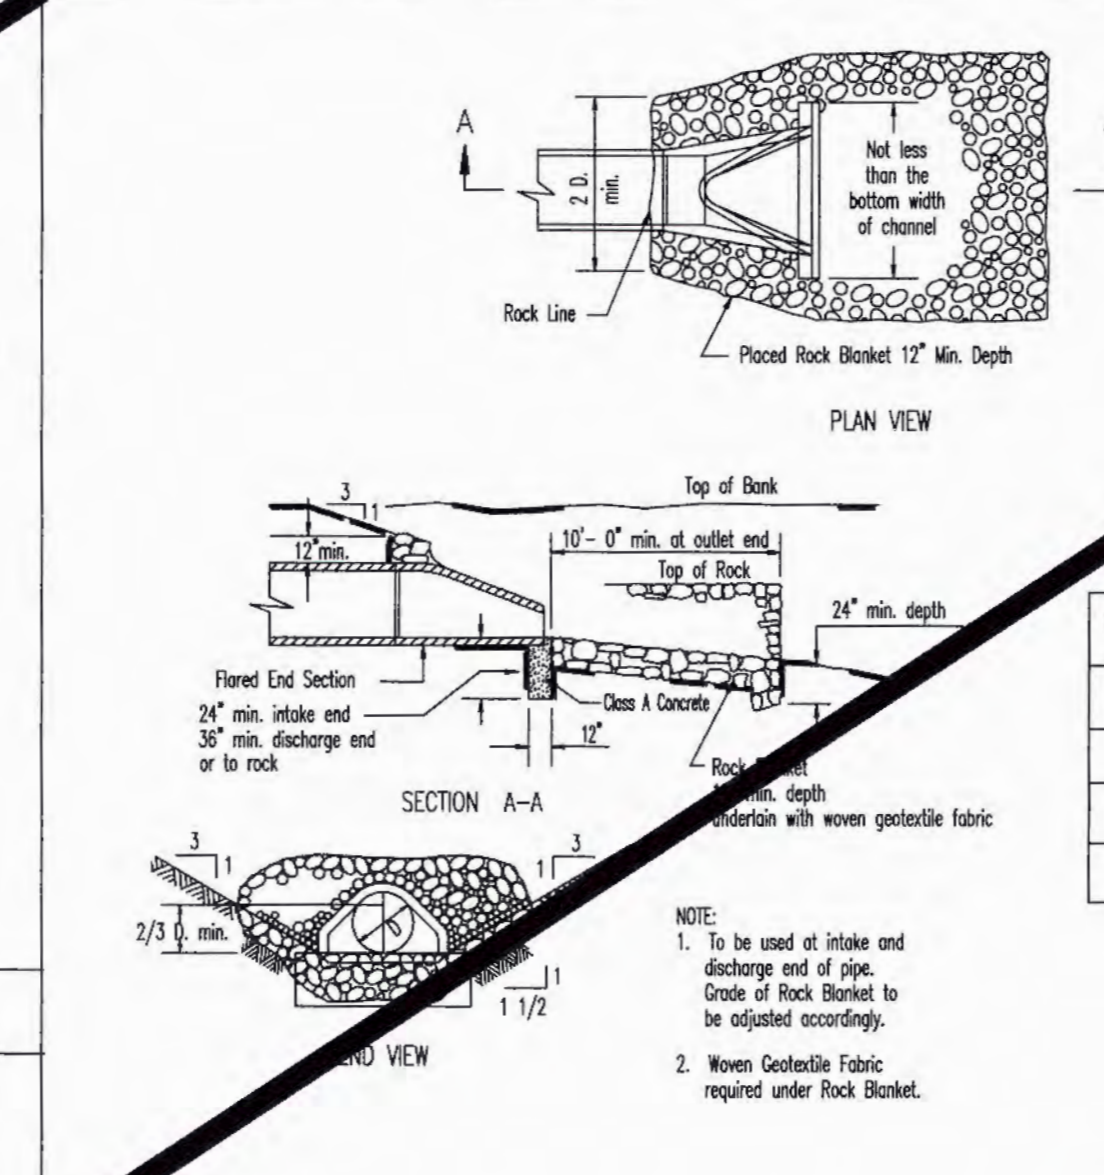 A
2 D.
min.
Not less
than the
bottom width
of channel
Rock Line
Placed Rock Blanket 12" Min. Depth
PLAN VIEW
Top of Bank
3
1
12" min.
10'- 0" min. at outlet end
Top of Rock
24" min. depth
Flared End Section
24" min. intake end
36" min. discharge end
or to rock
Class A Concrete
12"
Rock
min. depth
underlain with woven geotextile fabric
SECTION A-A
3
1
1
3
2/3 D. min.
D
1
1 1/2
END VIEW
NOTE:
1. To be used at intake and
discharge end of pipe.
Grade of Rock Blanket to
be adjusted accordingly.
2. Woven Geotextile Fabric
required under Rock Blanket.